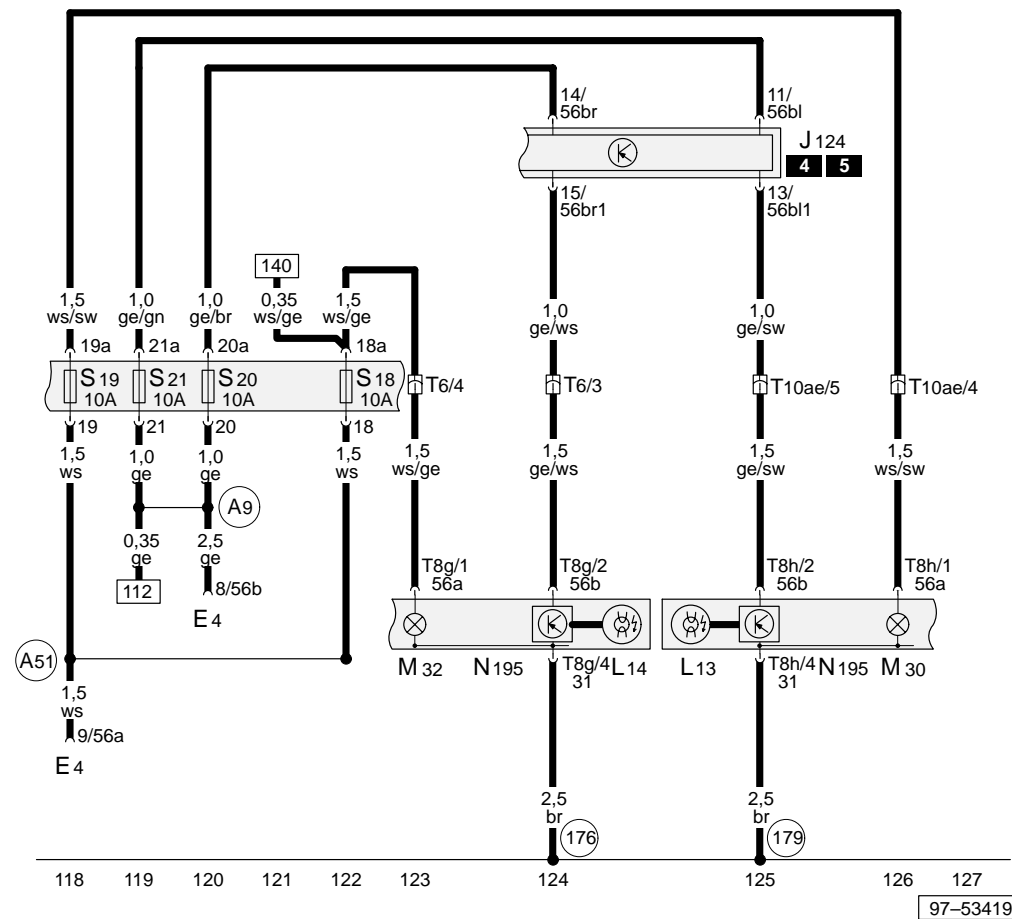 14/
56br
11/
56bl
J 124
4 5
15/
56br1
13/
56bl1
140
1,5
ws/sw
1,0
ge/gn
1,0
ge/br
0,35
ws/ge
1,5
ws/ge
1,0
ge/ws
1,0
ge/sw
19a
21a
20a
18a
S 19
10A
S 21
10A
S 20
10A
S 18
10A
T6/4
T6/3
T10ae/5
T10ae/4
19
21
20
18
1,5
ws
1,0
ge
1,0
ge
1,5
ws
1,5
ws/ge
1,5
ge/ws
1,5
ge/sw
1,5
ws/sw
A9
0,35
ge
2,5
ge
112
8/56b
E 4
T8g/1
56a
T8g/2
56b
T8h/2
56b
T8h/1
56a
A51
M 32
N 195
T8g/4
31
L 14
L 13
T8h/4
31
N 195
M 30
1,5
ws
9/56a
E 4
2,5
br
2,5
br
176
179
118 119 120 121 122 123 124 125 126 127
97–53419